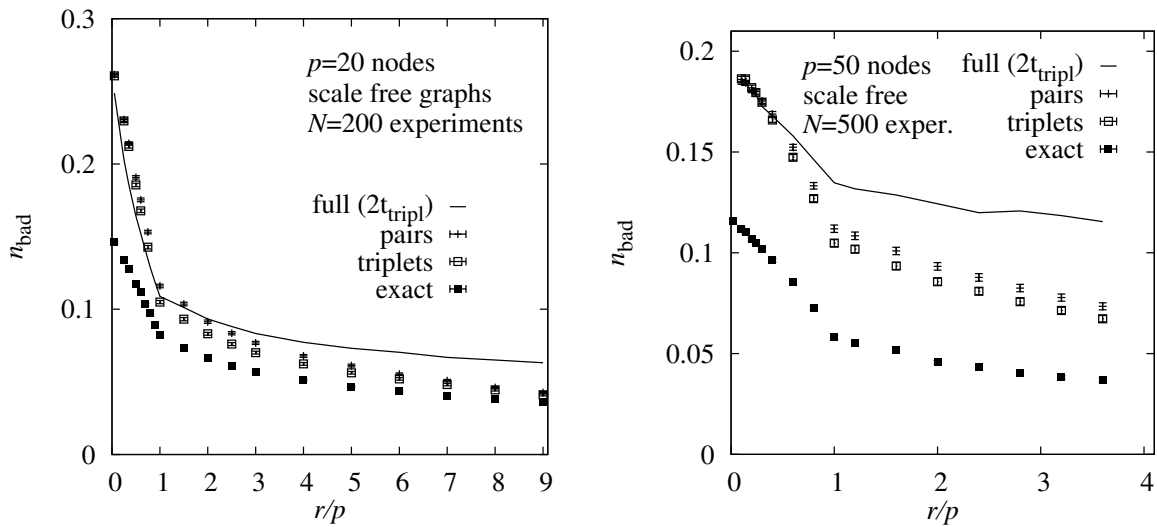 0.3
0.2
0.1
0
n_bad
p=20 nodes
scale free graphs
N=200 experiments
full (2t_tripl)
pairs
triplets
exact
0 1 2 3 4 5 6 7 8 9
r/p
0.2
0.15
0.1
0.05
0
n_bad
p=50 nodes
scale free
N=500 exper.
full (2t_tripl)
pairs
triplets
exact
0 1 2 3 4
r/p